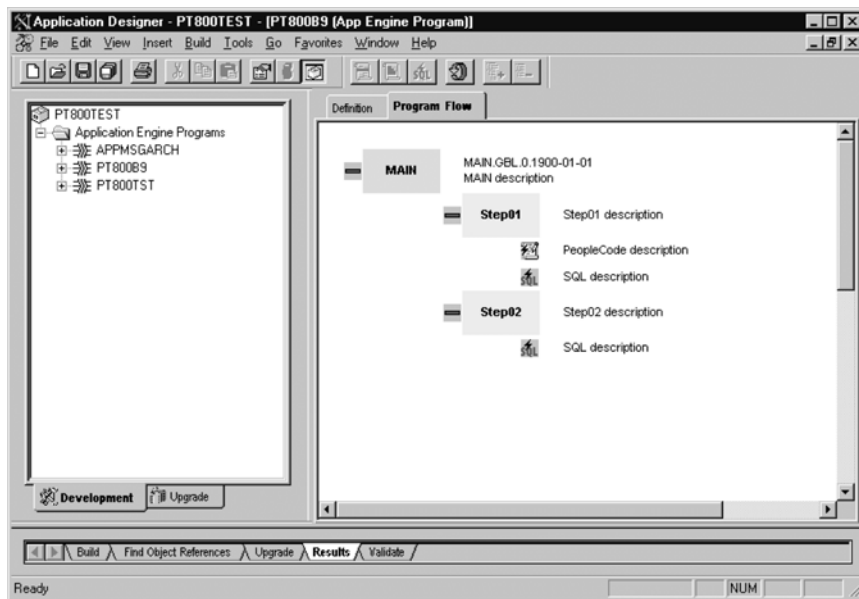 Application Designer - PT800TEST - [PT800B9 (App Engine Program)]
File Edit View Insert Build Tools Go Favorites Window Help
SQL
PT800TEST
Application Engine Programs
APPMSGARCH
PT800B9
PT800TST
Development Upgrade
Definition Program Flow
MAIN MAIN.GBL.0.1900-01-01
MAIN description
Step01 Step01 description
PeopleCode description
SQL SQL description
Step02 Step02 description
SQL SQL description
Build Find Object References Upgrade Results Validate
Ready NUM